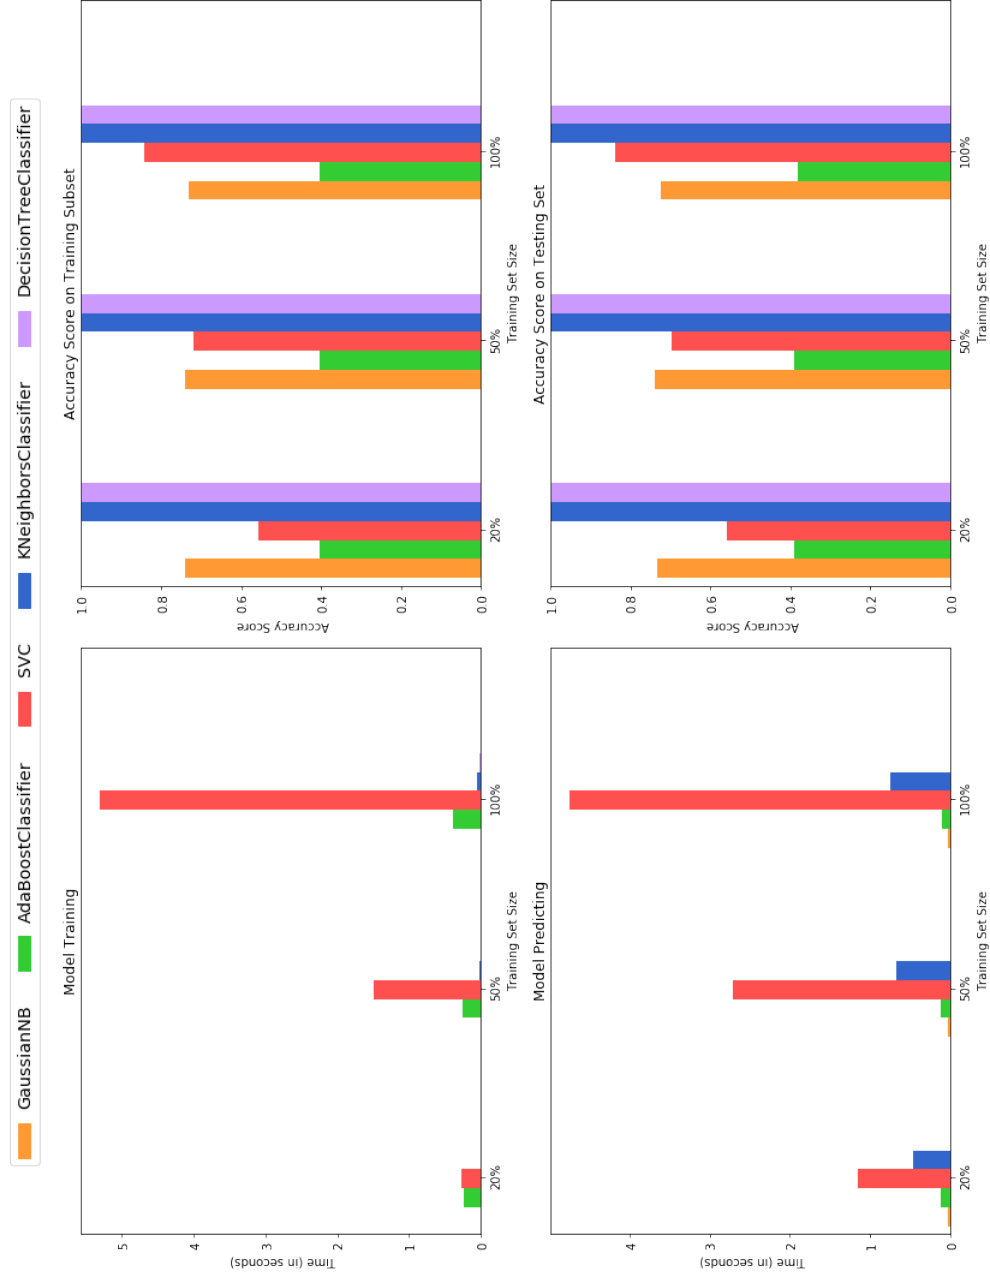 GaussianNB AdaBoostClassifier SVC KNeighborsClassifier DecisionTreeClassifier
Model Training
Time (in seconds)
5
4
3
2
1
0
20% 50% 100%
Training Set Size
Accuracy Score on Training Subset
Accuracy Score
1.0
0.8
0.6
0.4
0.2
0.0
20% 50% 100%
Training Set Size
Model Predicting
Time (in seconds)
4
3
2
1
0
20% 50% 100%
Training Set Size
Accuracy Score on Testing Set
Accuracy Score
1.0
0.8
0.6
0.4
0.2
0.0
20% 50% 100%
Training Set Size